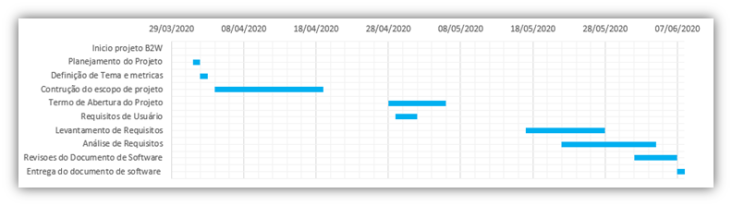 29/03/2020 08/04/2020 18/04/2020 28/04/2020 08/05/2020 18/05/2020 28/05/2020 07/06/2020
Inicio projeto B2W
Planejamento do Projeto
Definição de Tema e metricas
Contrução do escopo de projeto
Termo de Abertura do Projeto
Requisitos de Usuário
Levantamento de Requisitos
Análise de Requisitos
Revisoes do Documento de Software
Entrega do documento de software